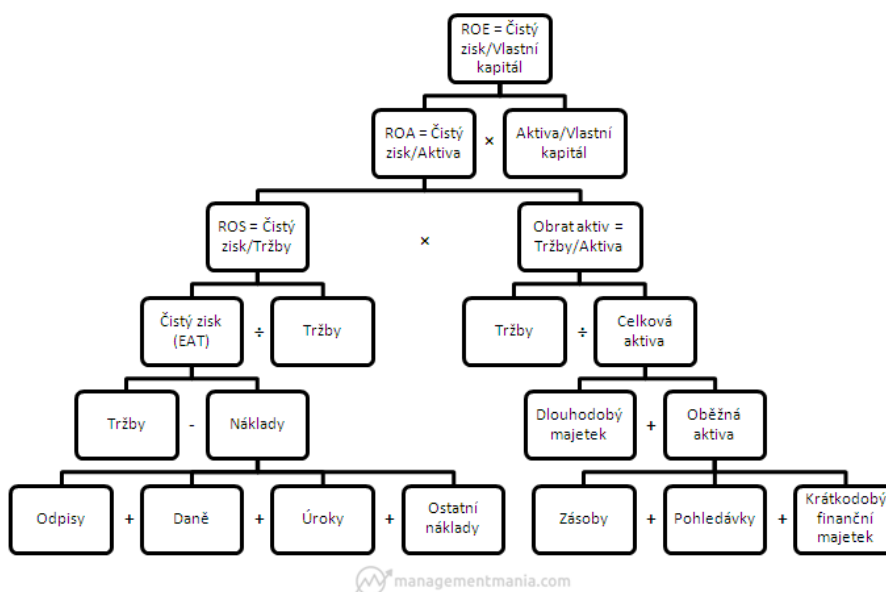 ROE = Čistý
zisk/Vlastní
kapitál
ROA = Čistý
zisk/Aktiva
×
Aktiva/Vlastní
kapitál
ROS = Čistý
zisk/Tržby
×
Obrat aktiv =
Tržby/Aktiva
Čistý zisk
(EAT)
÷
Tržby
Tržby
÷
Celková
aktiva
Tržby
-
Náklady
Dlouhodobý
majetek
+
Oběžná
aktiva
Odpisy
+
Daně
+
Úroky
+
Ostatní
náklady
Zásoby
+
Pohledávky
+
Krátkodobý
finanční
majetek
managementmania.com